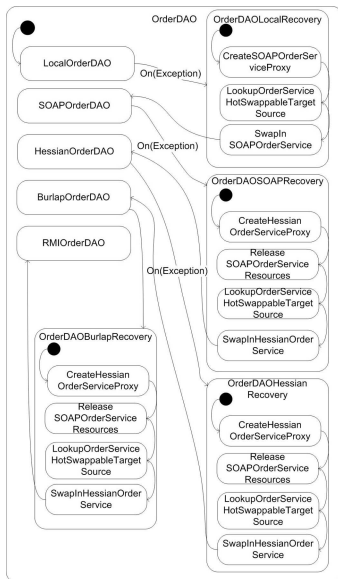 OrderDAO
LocalOrderDAO
SOAPOrderDAO
HessianOrderDAO
BurlapOrderDAO
RMIOrderDAO
On(Exception)
On(Exception)
On(Exception)
OrderDAOLocalRecovery
CreateSOAPOrderSer
viceProxy
LookupOrderService
HotSwappableTarget
Source
SwapIn
SOAPOrderService
OrderDAOSOAPRecovery
CreateHessian
OrderServiceProxy
Release
SOAPOrderService
Resources
LookupOrderService
HotSwappableTarget
Source
SwapInHessianOrder
Service
OrderDAOBurlapRecovery
CreateHessian
OrderServiceProxy
Release
SOAPOrderService
Resources
LookupOrderService
HotSwappableTarget
Source
SwapInHessianOrder
Service
OrderDAOHessian
Recovery
CreateHessian
OrderServiceProxy
Release
SOAPOrderService
Resources
LookupOrderService
HotSwappableTarget
Source
SwapInHessianOrder
Service